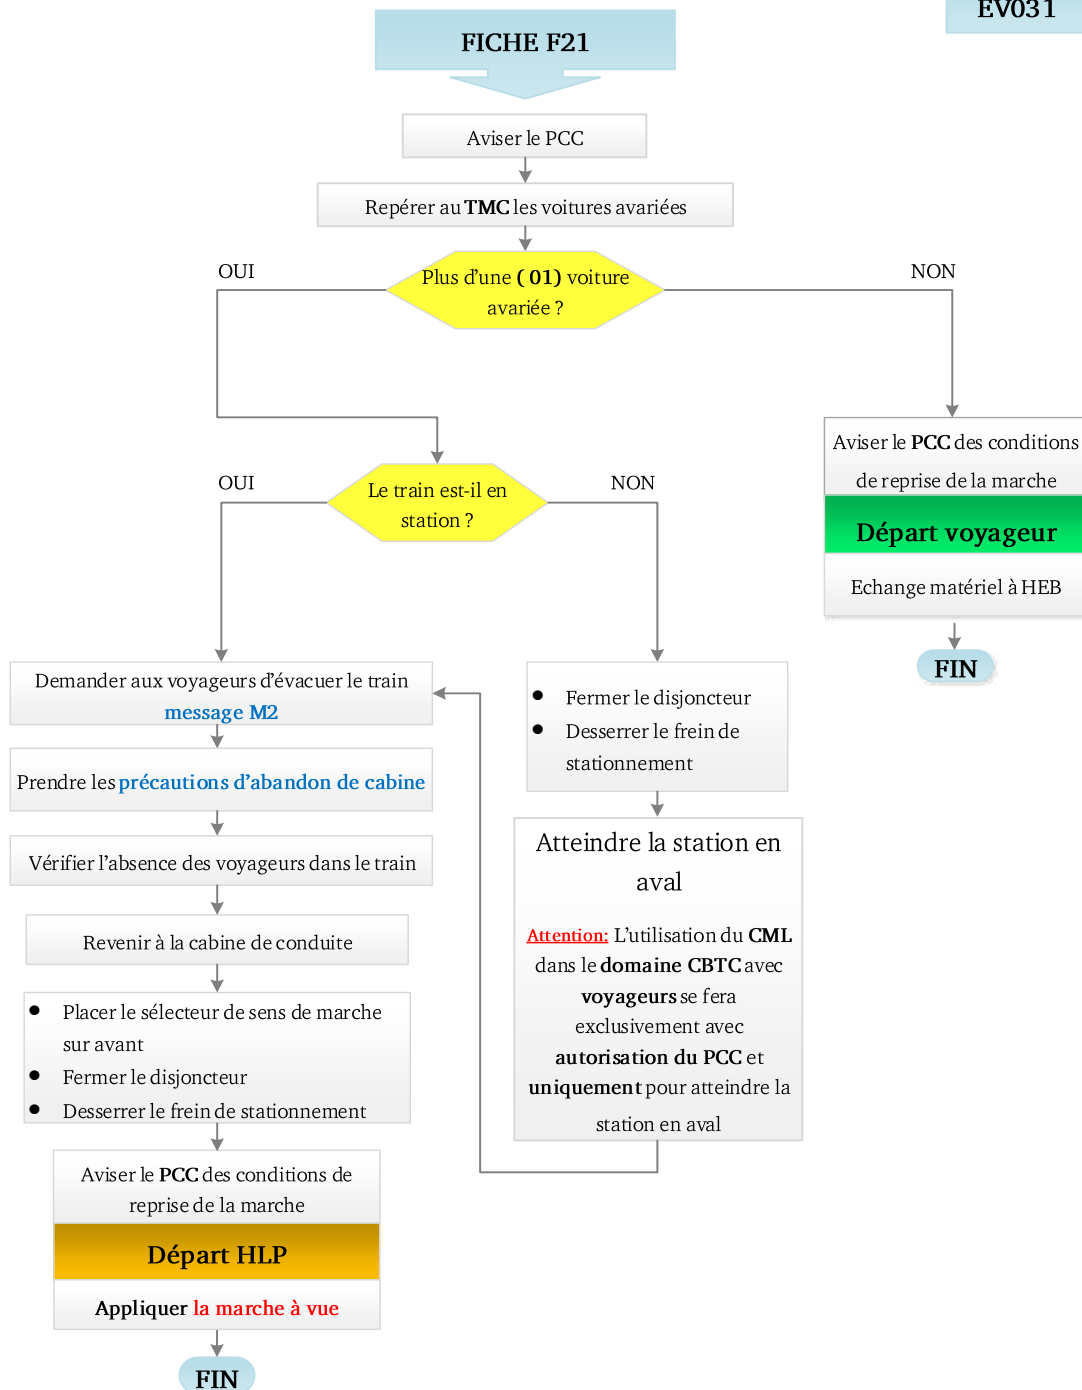 EV031
FICHE F21
Aviser le PCC
Repérer au TMC les voitures avariées
OUI
Plus d'une ( 01) voiture
avariée ?
NON
Aviser le PCC des conditions
de reprise de la marche
Départ voyageur
Echange matériel à HEB
FIN
OUI
Le train est-il en
station ?
NON
Demander aux voyageurs d'évacuer le train
message M2
Prendre les précautions d'abandon de cabine
Vérifier l'absence des voyageurs dans le train
Revenir à la cabine de conduite
● Placer le sélecteur de sens de marche
sur avant
● Fermer le disjoncteur
● Desserrer le frein de stationnement
Aviser le PCC des conditions de
reprise de la marche
Départ HLP
Appliquer la marche à vue
FIN
● Fermer le disjoncteur
● Desserrer le frein de
stationnement
Atteindre la station en
aval
Attention: L'utilisation du CML
dans le domaine CBTC avec
voyageurs se fera
exclusivement avec
autorisation du PCC et
uniquement pour atteindre la
station en aval